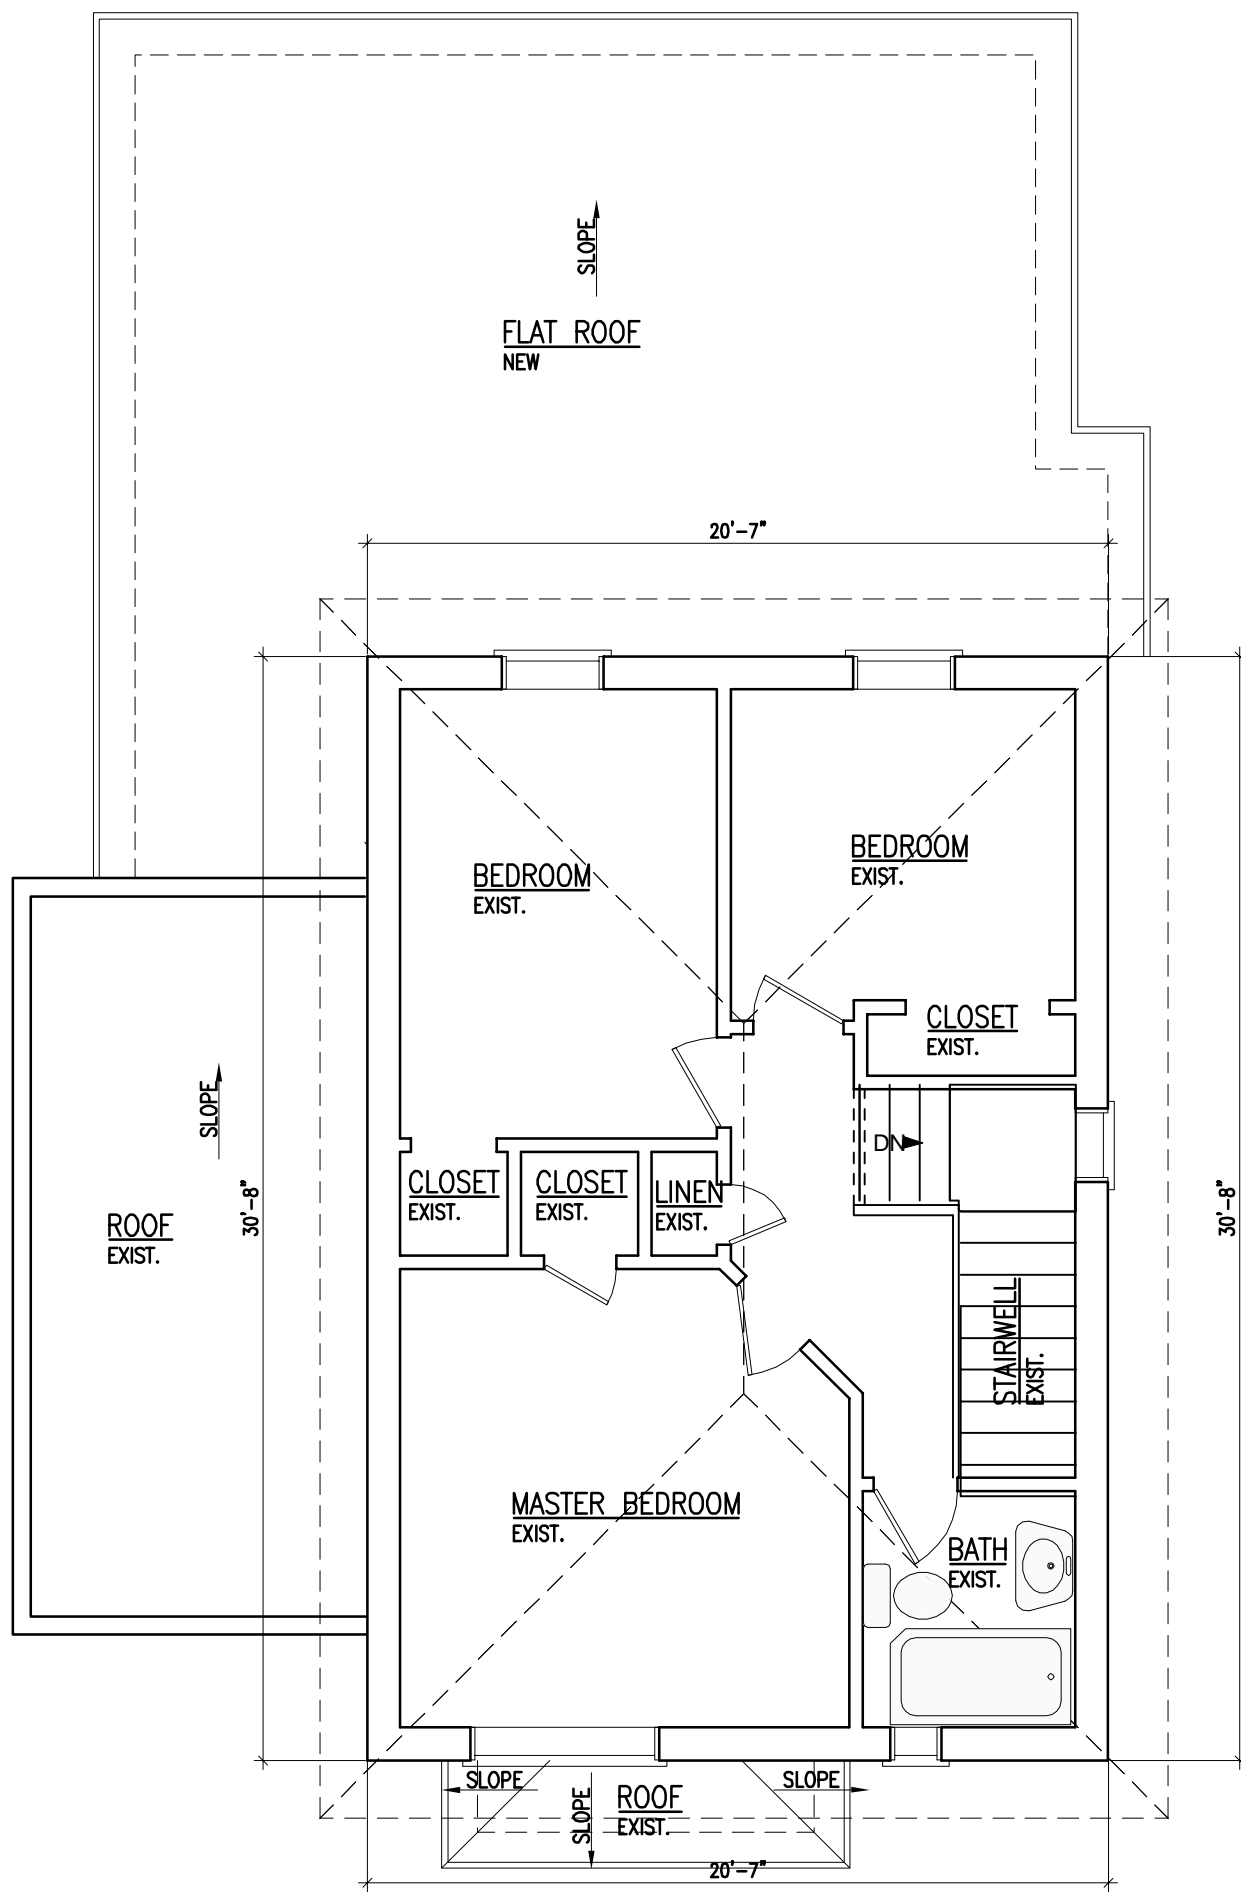 SLOPE
FLAT ROOF
NEW
20'-7"
BEDROOM
EXIST.
BEDROOM
EXIST.
CLOSET
EXIST.
SLOPE
DN
CLOSET
EXIST.
CLOSET
EXIST.
LINEN
EXIST.
30'-8"
30'-8"
ROOF
EXIST.
STAIRWELL
EXIST.
MASTER BEDROOM
EXIST.
BATH
EXIST.
SLOPE
SLOPE
SLOPE
ROOF
EXIST.
20'-7"